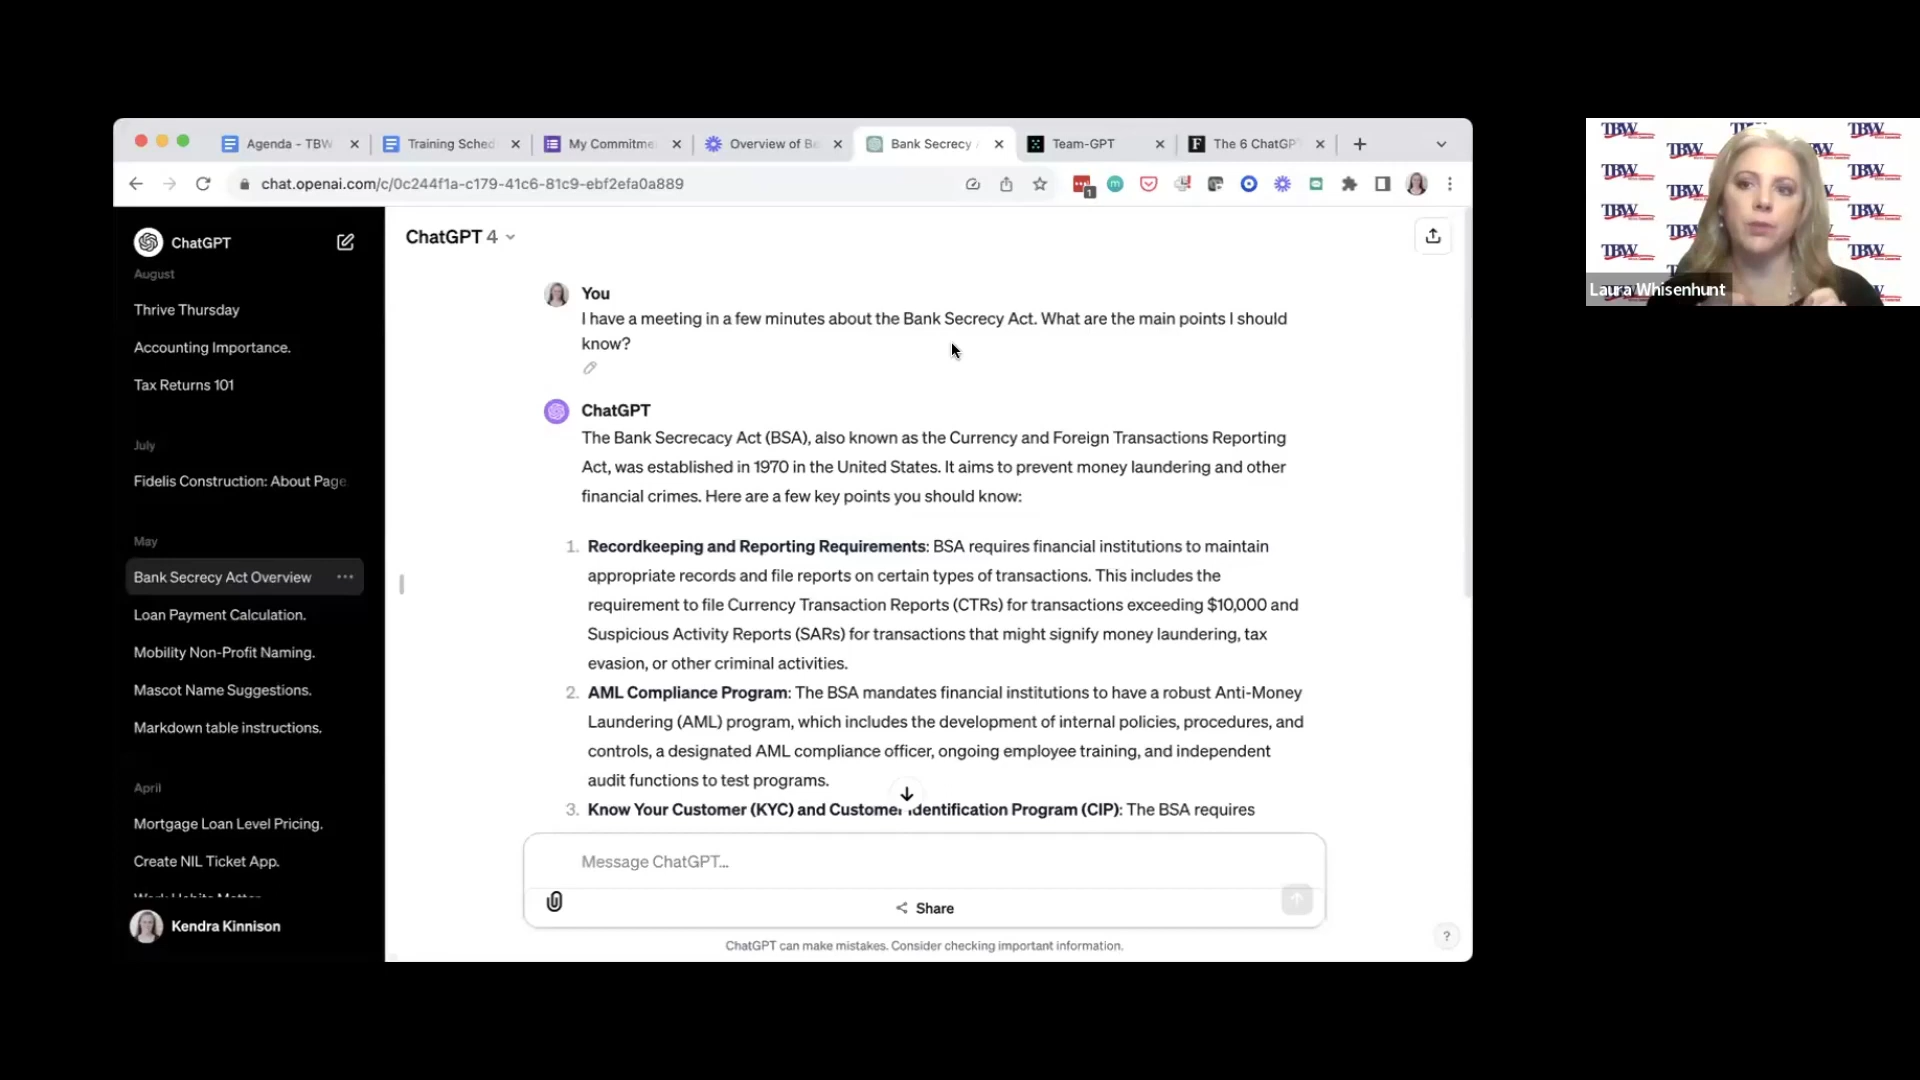 Agenda - TBW
Training Sched
My Commitme
Overview of Ba
Bank Secrecy
Team-GPT
The 6 ChatGP
chat.openai.com/c/0c244f1a-c179-41c6-81c9-ebf2efa0a889
1
ChatGPT
August
Thrive Thursday
Accounting Importance.
Tax Returns 101
July
Fidelis Construction: About Page
May
Bank Secrecy Act Overview
Loan Payment Calculation.
Mobility Non-Profit Naming.
Mascot Name Suggestions.
Markdown table instructions.
April
Mortgage Loan Level Pricing.
Create NIL Ticket App.
Kendra Kinnison
ChatGPT 4
You
I have a meeting in a few minutes about the Bank Secrecy Act. What are the main points I should
know?
ChatGPT
The Bank Secrecacy Act (BSA), also known as the Currency and Foreign Transactions Reporting
Act, was established in 1970 in the United States. It aims to prevent money laundering and other
financial crimes. Here are a few key points you should know:
1. Recordkeeping and Reporting Requirements: BSA requires financial institutions to maintain
appropriate records and file reports on certain types of transactions. This includes the
requirement to file Currency Transaction Reports (CTRs) for transactions exceeding $10,000 and
Suspicious Activity Reports (SARs) for transactions that might signify money laundering, tax
evasion, or other criminal activities.
2. AML Compliance Program: The BSA mandates financial institutions to have a robust Anti-Money
Laundering (AML) program, which includes the development of internal policies, procedures, and
controls, a designated AML compliance officer, ongoing employee training, and independent
audit functions to test programs.
3. Know Your Customer (KYC) and Customer Identification Program (CIP): The BSA requires
Message ChatGPT...
Share
ChatGPT can make mistakes. Consider checking important information.
?
TBW
Laura Whisenhunt